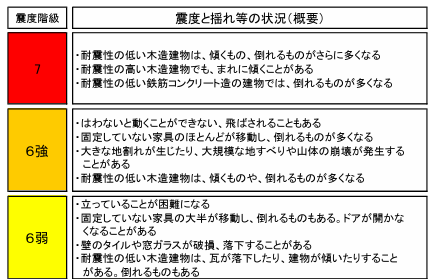 震度階級
震度と揺れ等の状況(概要)
7
・耐震性の低い木造建物は、傾くもの、倒れるものがさらに多くなる
・耐震性の高い木造建物でも、まれに傾くことがある
・耐震性の低い鉄筋コンクリート造の建物では、倒れるものが多くなる
6強
・はわないと動くことができない、飛ばされることもある
・固定していない家具のほとんどが移動し、倒れるものが多くなる
・大きな地割れが生じたり、大規模な地すべりや山体の崩壊が発生する
ことがある
・耐震性の低い木造建物は、傾くものや、倒れるものが多くなる
6弱
・立っていることが困難になる
・固定していない家具の大半が移動し、倒れるものもある。ドアが開かな
くなることがある
・壁のタイルや窓ガラスが破損、落下することがある
・耐震性の低い木造建物は、瓦が落下したり、建物が傾いたりすること
がある。倒れるものもある